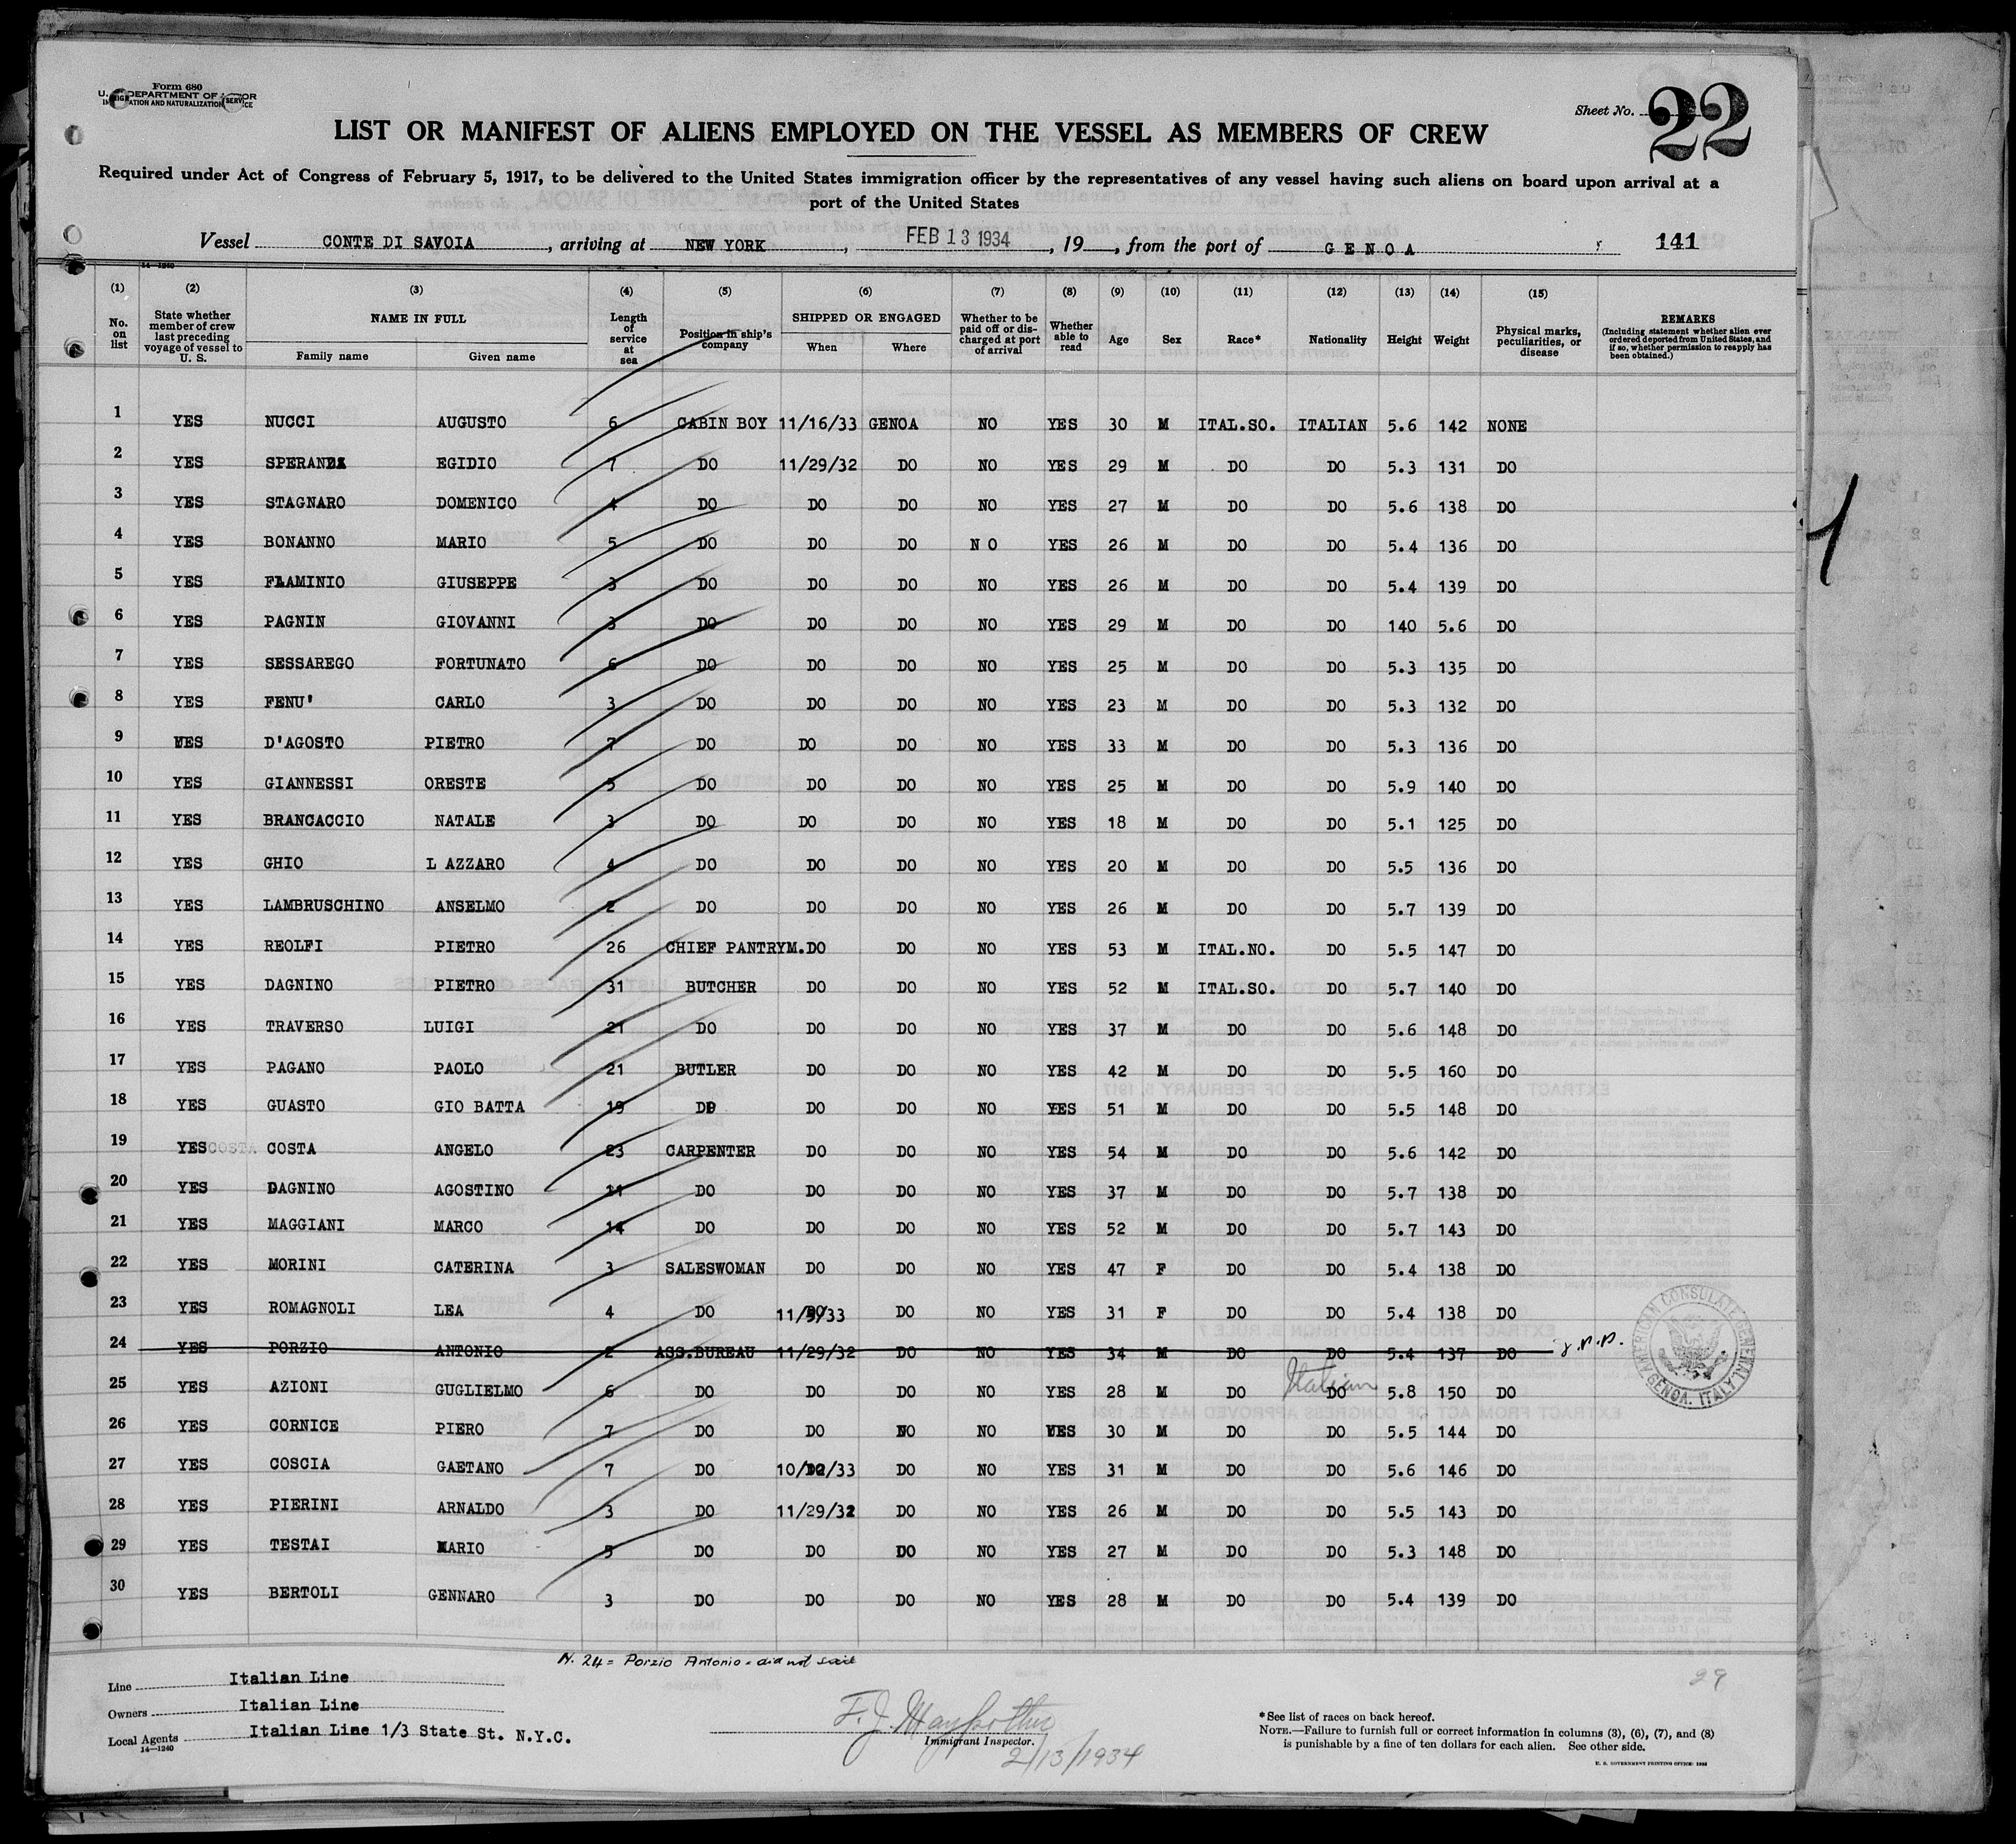 Form 680
U. S. DEPARTMENT OF LABOR
IMMIGRATION AND NATURALIZATION SERVICE
Sheet No. 22
LIST OR MANIFEST OF ALIENS EMPLOYED ON THE VESSEL AS MEMBERS OF CREW
Required under Act of Congress of February 5, 1917, to be delivered to the United States immigration officer by the representatives of any vessel having such aliens on board upon arrival at a
port of the United States
Vessel CONTE DI SAVOIA, arriving at NEW YORK, FEB 13 1934, 19, from the port of GENOA 141
14—1240
(1) (2) (3) (4) (5) (6) (7) (8) (9) (10) (11) (12) (13) (14) (15)
No. on list
State whether member of crew last preceding voyage of vessel to U. S.
NAME IN FULL
Family name Given name
Length of service at sea
Position in ship's company
SHIPPED OR ENGAGED
When Where
Whether to be paid off or discharged at port of arrival
Whether able to read
Age
Sex
Race*
Nationality
Height
Weight
Physical marks, peculiarities, or disease
REMARKS
(Including statement whether alien ever ordered deported from United States, and if so, whether permission to reapply has been obtained.)
1 YES NUCCI AUGUSTO 6 CABIN BOY 11/16/33 GENOA NO YES 30 M ITAL.SO. ITALIAN 5.6 142 NONE
2 YES SPERANZA EGIDIO 7 DO 11/29/32 DO NO YES 29 M DO DO 5.3 131 DO
3 YES STAGNARO DOMENICO 4 DO DO DO NO YES 27 M DO DO 5.6 138 DO
4 YES BONANNO MARIO 5 DO DO DO N O YES 26 M DO DO 5.4 136 DO
5 YES FLAMINIO GIUSEPPE 3 DO DO DO NO YES 26 M DO DO 5.4 139 DO
6 YES PAGNIN GIOVANNI 3 DO DO DO NO YES 29 M DO DO 140 5.6 DO
7 YES SESSAREGO FORTUNATO 6 DO DO DO NO YES 25 M DO DO 5.3 135 DO
8 YES FENU' CARLO 3 DO DO DO NO YES 23 M DO DO 5.3 132 DO
9 YES D'AGOSTO PIETRO 7 DO DO DO NO YES 33 M DO DO 5.3 136 DO
10 YES GIANNESSI ORESTE 5 DO DO DO NO YES 25 M DO DO 5.9 140 DO
11 YES BRANCACCIO NATALE 3 DO DO DO NO YES 18 M DO DO 5.1 125 DO
12 YES GHIO L AZZARO 4 DO DO DO NO YES 20 M DO DO 5.5 136 DO
13 YES LAMBRUSCHINO ANSELMO 2 DO DO DO NO YES 26 M DO DO 5.7 139 DO
14 YES REOLFI PIETRO 26 CHIEF PANTRYM. DO DO NO YES 53 M ITAL.NO. DO 5.5 147 DO
15 YES DAGNINO PIETRO 31 BUTCHER DO DO NO YES 52 M ITAL.SO. DO 5.7 140 DO
16 YES TRAVERSO LUIGI 21 DO DO DO NO YES 37 M DO DO 5.6 148 DO
17 YES PAGANO PAOLO 21 BUTLER DO DO NO YES 42 M DO DO 5.5 160 DO
18 YES GUASTO GIO BATTA 19 DO DO DO NO YES 51 M DO DO 5.5 148 DO
19 YES COSTA COSTA ANGELO 23 CARPENTER DO DO NO YES 54 M DO DO 5.6 142 DO
20 YES DAGNINO AGOSTINO 11 DO DO DO NO YES 37 M DO DO 5.7 138 DO
21 YES MAGGIANI MARCO 14 DO DO DO NO YES 52 M DO DO 5.7 143 DO
22 YES MORINI CATERINA 3 SALESWOMAN DO DO NO YES 47 F DO DO 5.4 138 DO
23 YES ROMAGNOLI LEA 4 DO 11/9/33 DO NO YES 31 F DO DO 5.4 138 DO
24 YES PORZIO ANTONIO 2 ASS.BUREAU 11/29/32 DO NO YES 34 M DO DO 5.4 137 DO
25 YES AZIONI GUGLIELMO 6 DO DO DO NO YES 28 M DO Italian DO 5.8 150 DO
26 YES CORNICE PIERO 7 DO DO NO NO YES 30 M DO DO 5.5 144 DO
27 YES COSCIA GAETANO 7 DO 10/12/33 DO NO YES 31 M DO DO 5.6 146 DO
28 YES PIERINI ARNALDO 3 DO 11/29/32 DO NO YES 26 M DO DO 5.5 143 DO
29 YES TESTAI MARIO 5 DO DO DO NO YES 27 M DO DO 5.3 148 DO
30 YES BERTOLI GENNARO 3 DO DO DO NO YES 28 M DO DO 5.4 139 DO
AMERICAN CONSULATE GENERAL
GENOA, ITALY
N. 24 = Porzio Antonio = did not sail
29
Line Italian Line
Owners Italian Line
Local Agents Italian Line 1/3 State St. N.Y.C.
14—1240
Immigrant Inspector.
2/13/1934
*See list of races on back hereof.
NOTE.—Failure to furnish full or correct information in columns (3), (6), (7), and (8)
is punishable by a fine of ten dollars for each alien. See other side.
U. S. GOVERNMENT PRINTING OFFICE: 1933